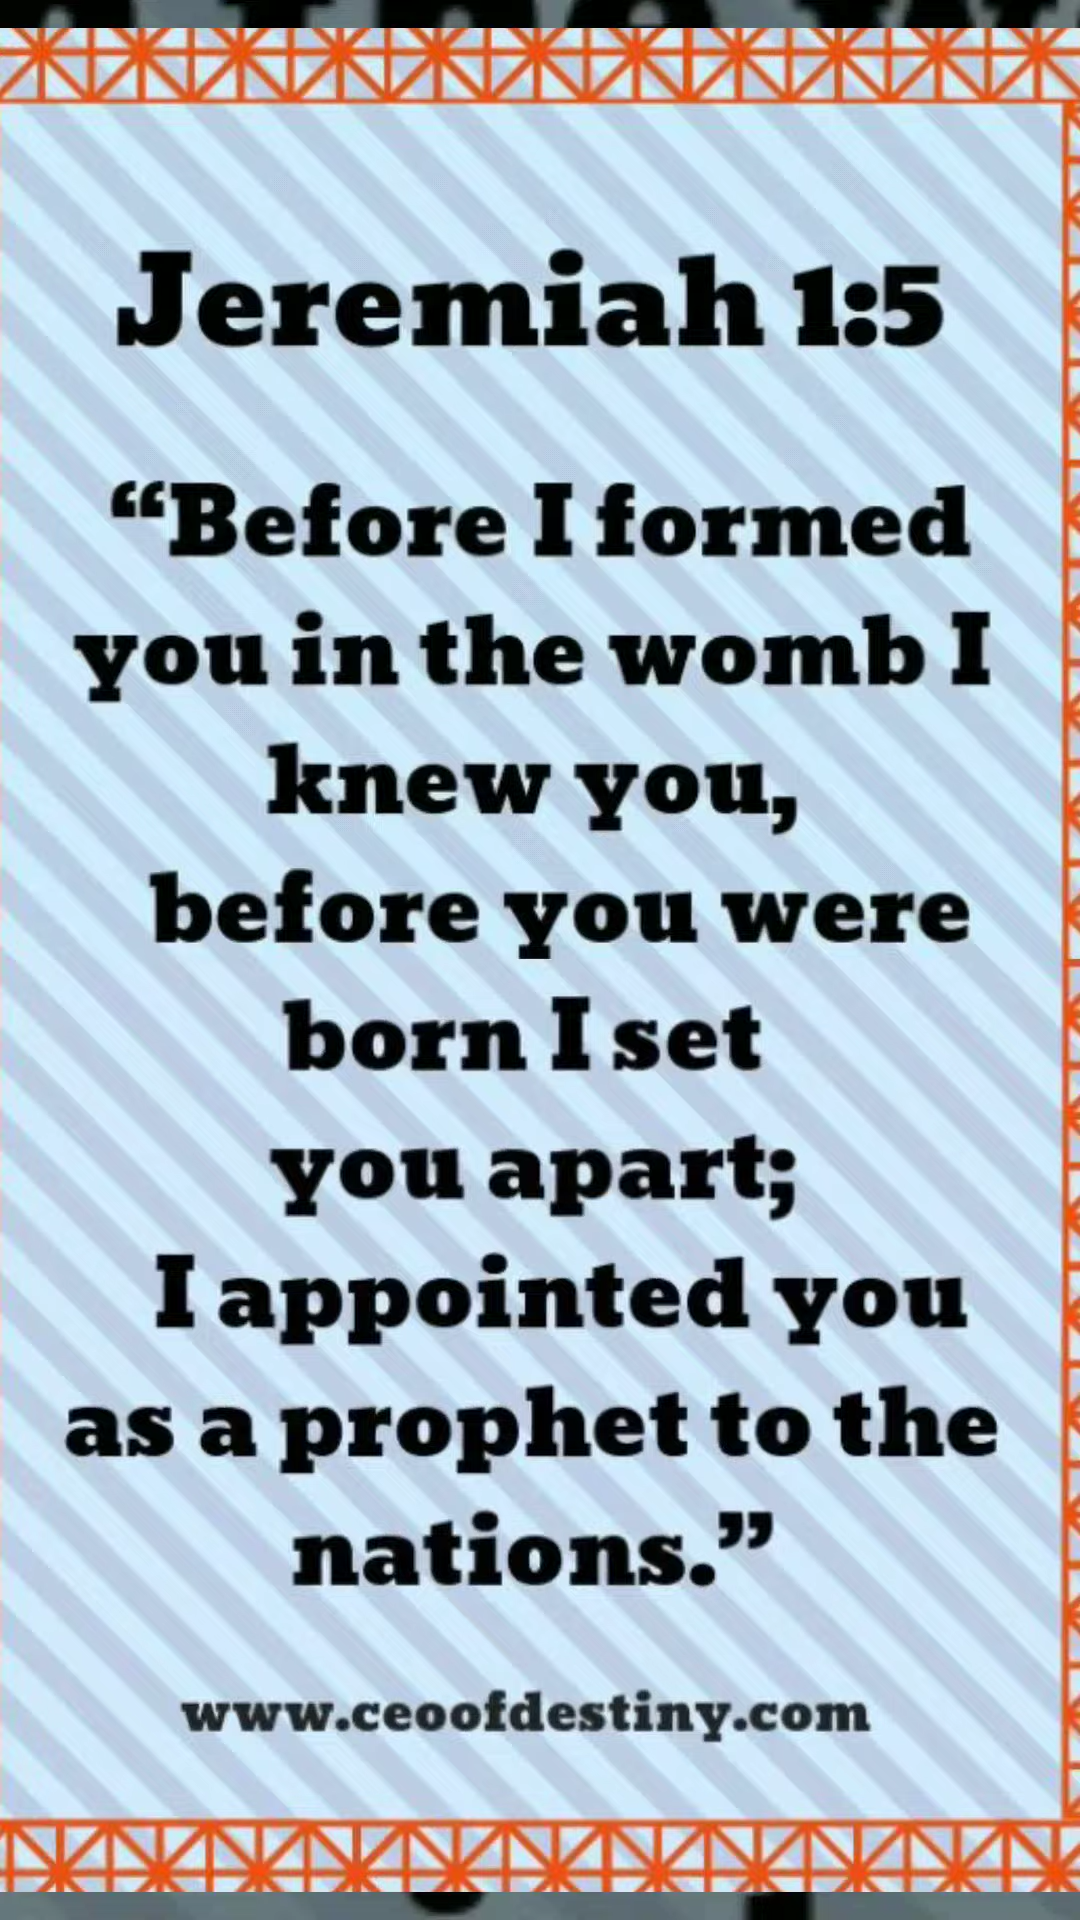 Jeremiah 1:5
“Before I formed
you in the womb I
knew you,
before you were
born I set
you apart;
I appointed you
as a prophet to the
nations.”
www.ceoofdestiny.com